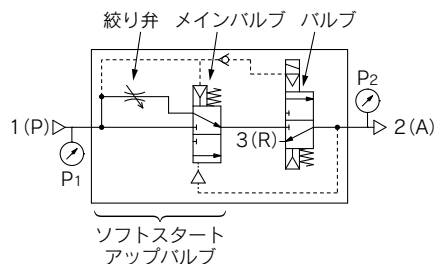 絞り弁
メインバルブ
バルブ
P2
1(P)
3(R)
2(A)
P1
ソフトスタート
アップバルブ